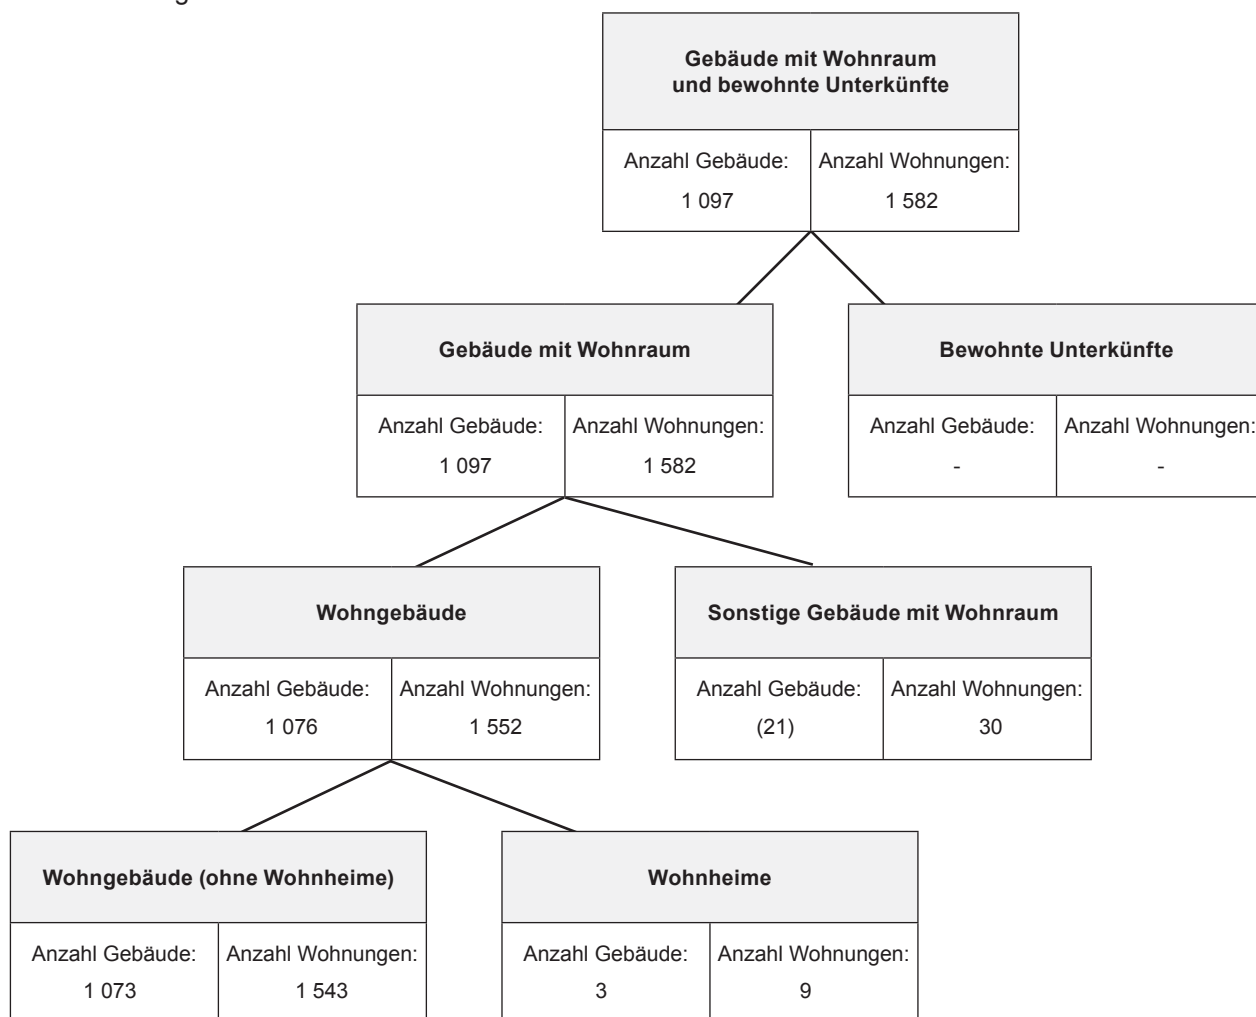 Gebäude mit Wohnraum
und bewohnte Unterkünfte
Anzahl Gebäude: Anzahl Wohnungen:
1 097 1 582
Gebäude mit Wohnraum
Anzahl Gebäude: Anzahl Wohnungen:
1 097 1 582
Bewohnte Unterkünfte
Anzahl Gebäude: Anzahl Wohnungen:
- -
Wohngebäude
Anzahl Gebäude: Anzahl Wohnungen:
1 076 1 552
Sonstige Gebäude mit Wohnraum
Anzahl Gebäude: Anzahl Wohnungen:
(21) 30
Wohngebäude (ohne Wohnheime)
Anzahl Gebäude: Anzahl Wohnungen:
1 073 1 543
Wohnheime
Anzahl Gebäude: Anzahl Wohnungen:
3 9